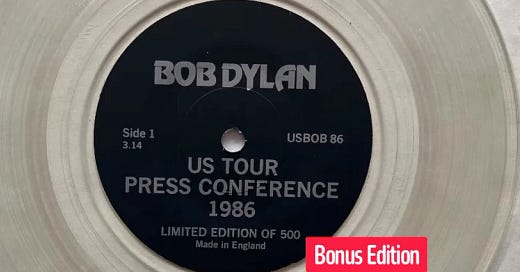 BOB DYLAN
Side 1
3.14
USBOB 86
US TOUR
PRESS CONFERENCE
1986
LIMITED EDITION OF 500
Made in England
Bonus Edition